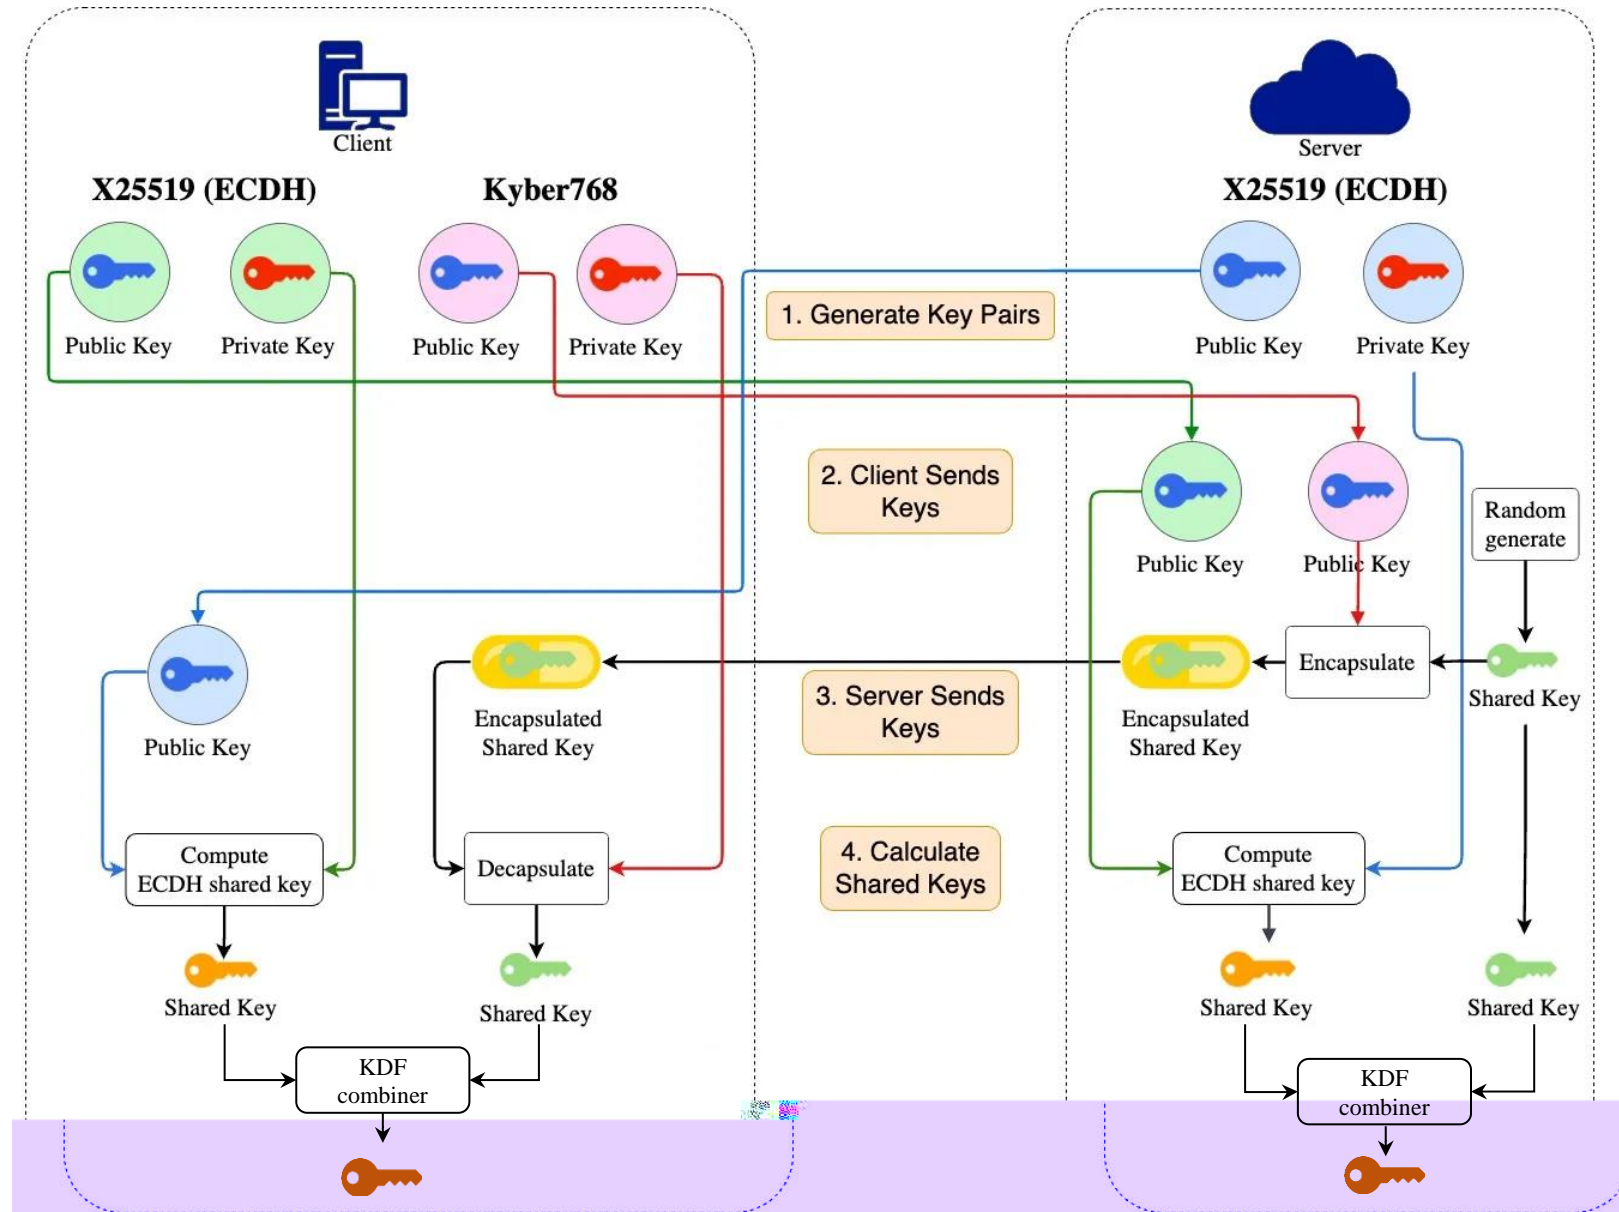 Client
Server
X25519 (ECDH)
Kyber768
X25519 (ECDH)
Public Key
Private Key
Public Key
Private Key
1. Generate Key Pairs
Public Key
Private Key
2. Client Sends
Keys
Random
generate
Public Key
Public Key
Encapsulate
Shared Key
3. Server Sends
Keys
Encapsulated
Shared Key
Encapsulated
Shared Key
Public Key
Compute
ECDH shared key
Decapsulate
4. Calculate
Shared Keys
Compute
ECDH shared key
Shared Key
Shared Key
Shared Key
Shared Key
KDF
combiner
KDF
combiner